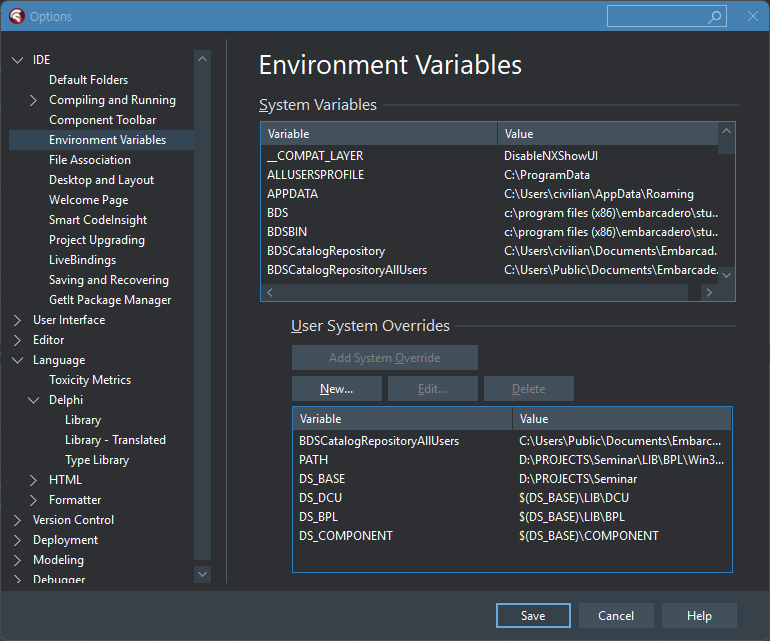 Options
IDE
Default Folders
Compiling and Running
Component Toolbar
Environment Variables
File Association
Desktop and Layout
Welcome Page
Smart CodeInsight
Project Upgrading
LiveBindings
Saving and Recovering
GetIt Package Manager
User Interface
Editor
Language
Toxicity Metrics
Delphi
Library
Library - Translated
Type Library
HTML
Formatter
Version Control
Deployment
Modeling
Debugger
Environment Variables
System Variables
Variable Value
__COMPAT_LAYER DisableNXShowUI
ALLUSERSPROFILE C:\ProgramData
APPDATA C:\Users\civilian\AppData\Roaming
BDS c:\program files (x86)\embarcadero\stu...
BDSBIN c:\program files (x86)\embarcadero\stu...
BDSCatalogRepository C:\Users\civilian\Documents\Embarcad...
BDSCatalogRepositoryAllUsers C:\Users\Public\Documents\Embarcade...
User System Overrides
Add System Override
New... Edit... Delete
Variable Value
BDSCatalogRepositoryAllUsers C:\Users\Public\Documents\Embarc...
PATH D:\PROJECTS\Seminar\LIB\BPL\Win3...
DS_BASE D:\PROJECTS\Seminar
DS_DCU $(DS_BASE)\LIB\DCU
DS_BPL $(DS_BASE)\LIB\BPL
DS_COMPONENT $(DS_BASE)\COMPONENT
Save Cancel Help